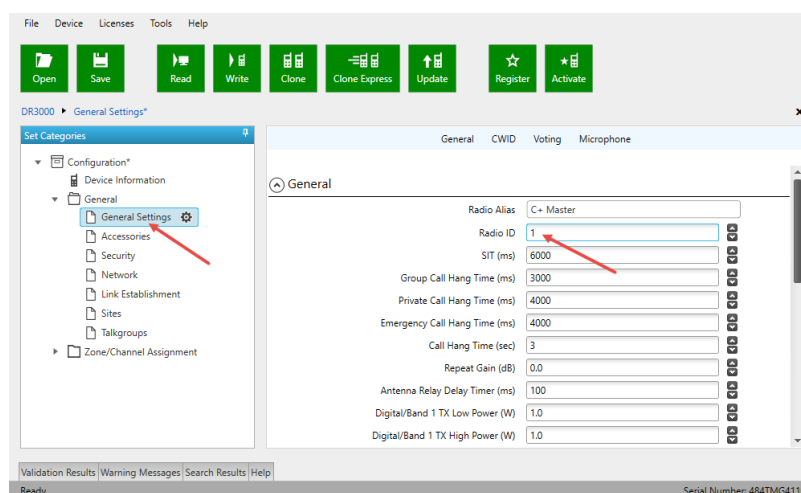 File Device Licenses Tools Help
Open Save Read Write Clone Clone Express Update Register Activate
DR3000 General Settings*
Set Categories
General CWID Voting Microphone
Configuration*
Device Information
General
General Settings
Accessories
Security
Network
Link Establishment
Sites
Talkgroups
Zone/Channel Assignment
General
Radio Alias C+ Master
Radio ID 1
SIT (ms) 6000
Group Call Hang Time (ms) 3000
Private Call Hang Time (ms) 4000
Emergency Call Hang Time (ms) 4000
Call Hang Time (sec) 3
Repeat Gain (dB) 0.0
Antenna Relay Delay Timer (ms) 100
Digital/Band 1 TX Low Power (W) 1.0
Digital/Band 1 TX High Power (W) 1.0
Validation Results Warning Messages Search Results Help
Ready Serial Number: 484TMG411